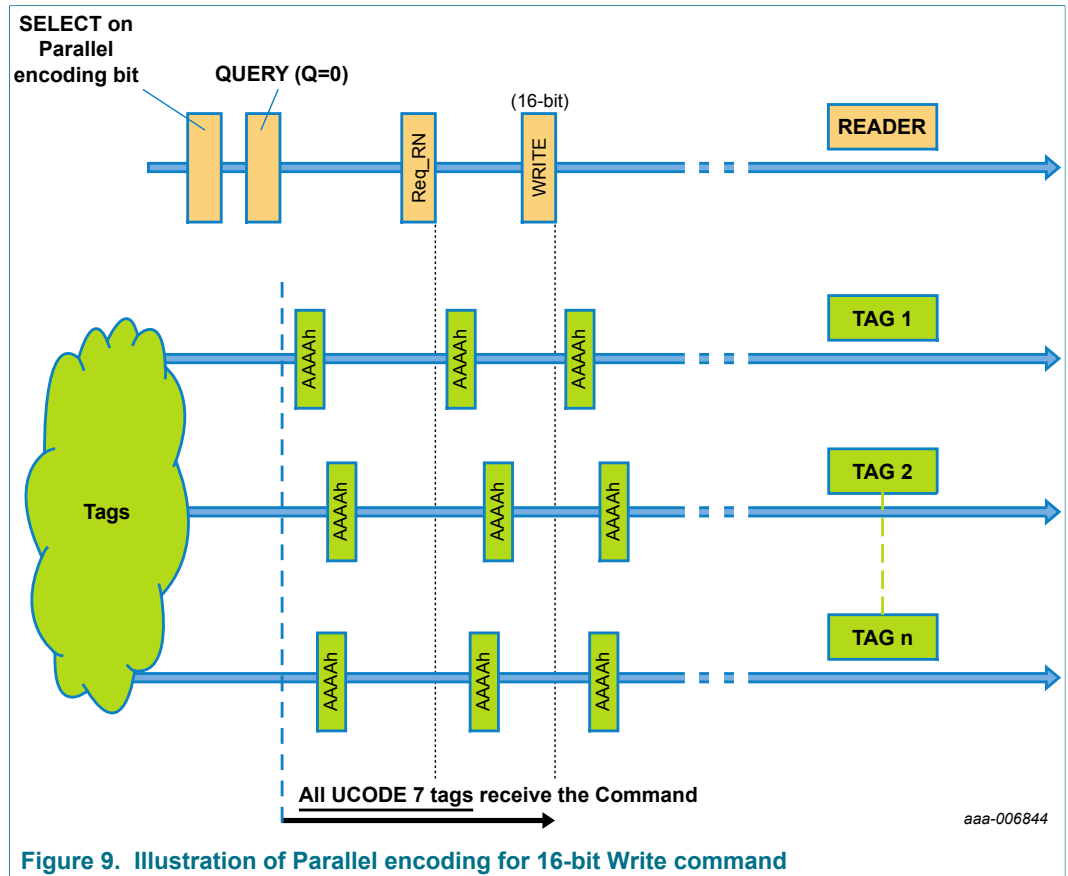 SELECT on
Parallel
encoding bit
QUERY (Q=0)
(16-bit)
Req_RN
WRITE
READER
AAAAh
AAAAh
AAAAh
TAG 1
Tags
AAAAh
AAAAh
AAAAh
TAG 2
AAAAh
AAAAh
AAAAh
TAG n
All UCODE 7 tags receive the Command
aaa-006844
Figure 9. Illustration of Parallel encoding for 16-bit Write command